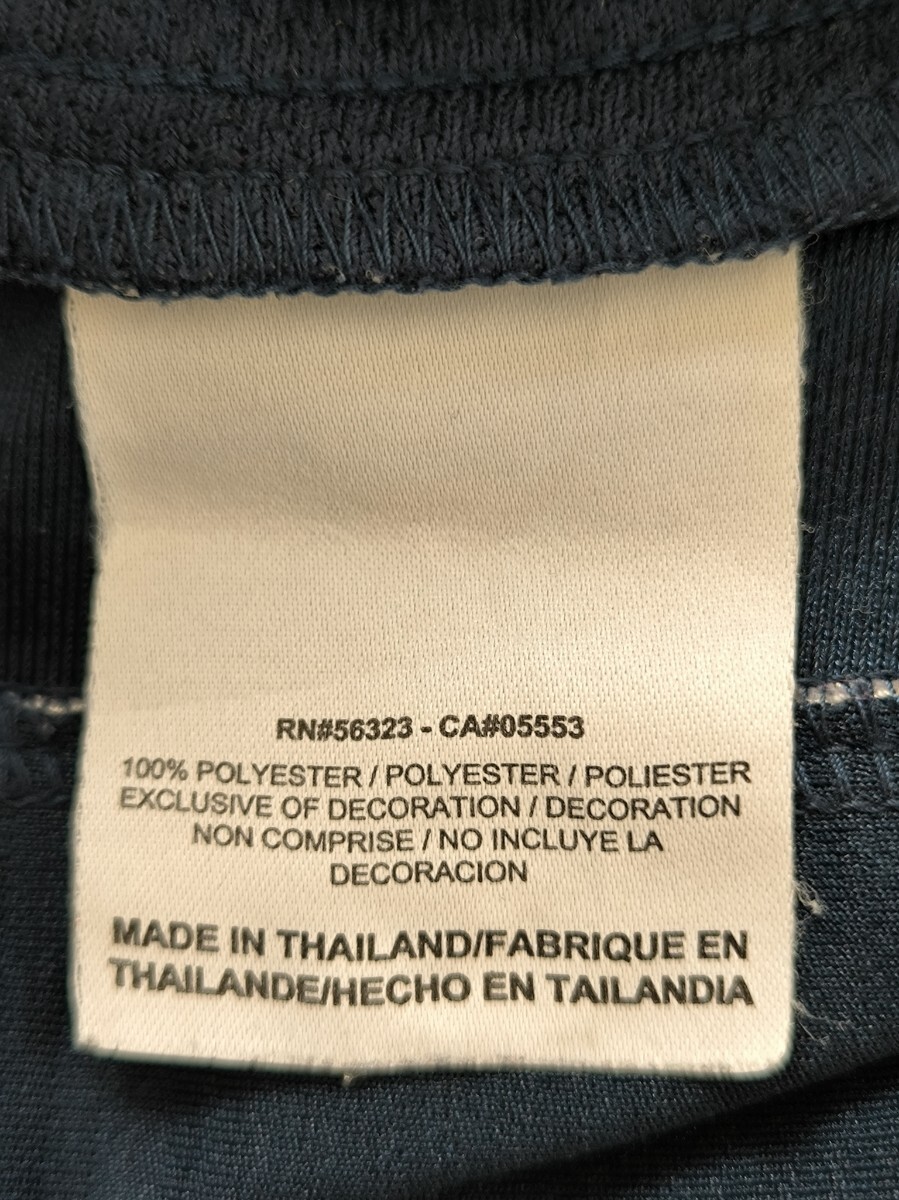 RN#56323 - CA#05553
100% POLYESTER / POLYESTER / POLIESTER
EXCLUSIVE OF DECORATION / DECORATION
NON COMPRISE / NO INCLUYE LA
DECORACION
MADE IN THAILAND/FABRIQUE EN
THAILANDE/HECHO EN TAILANDIA